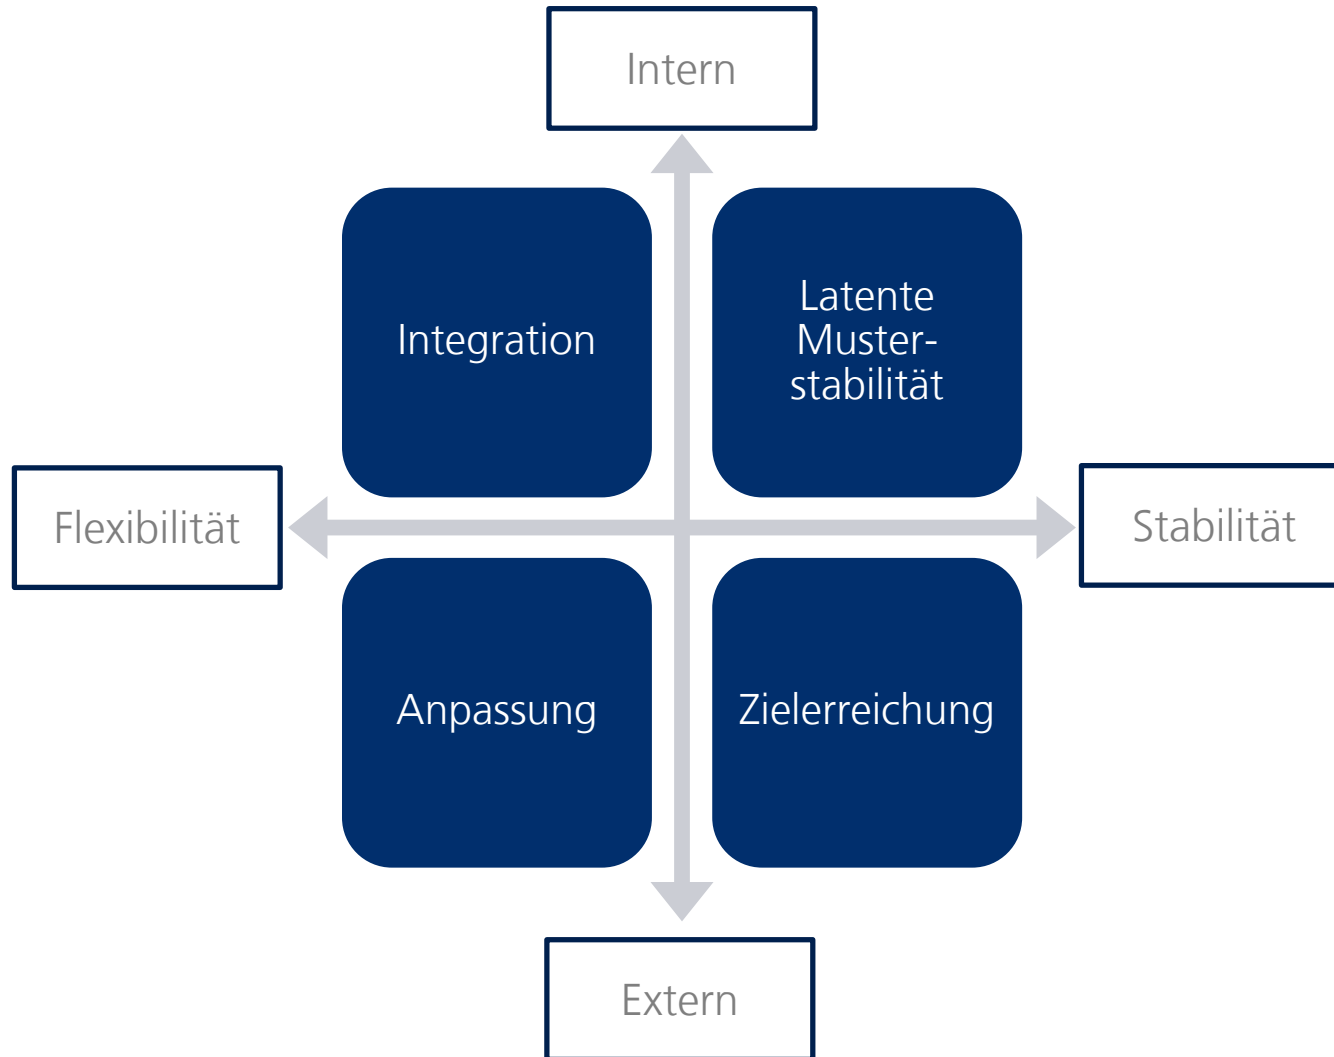 Intern
Integration
Latente
Muster-
stabilität
Flexibilität
Stabilität
Anpassung
Zielerreichung
Extern